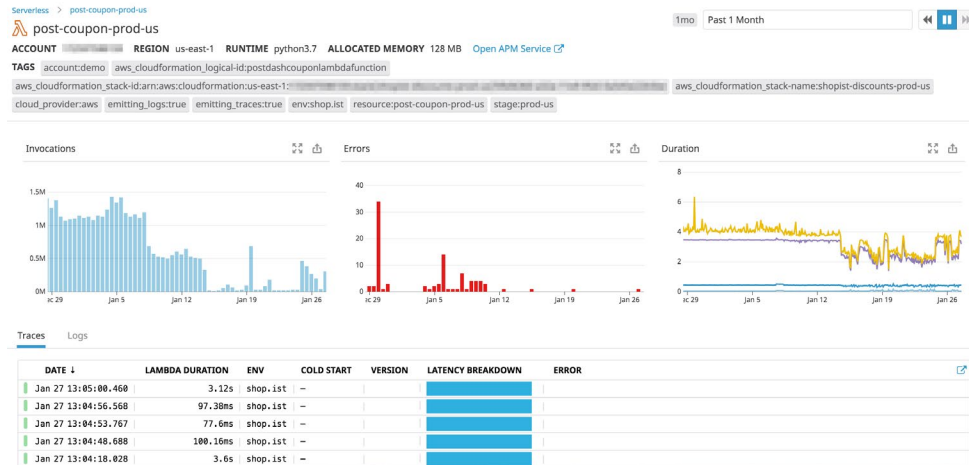 Serverless > post-coupon-prod-us
post-coupon-prod-us
1mo Past 1 Month
ACCOUNT REGION us-east-1 RUNTIME python3.7 ALLOCATED MEMORY 128 MB Open APM Service
TAGS account:demo aws_cloudformation_logical-id:postdashcouponlambdafunction
aws_cloudformation_stack-id:arn:aws:cloudformation:us-east-1: aws_cloudformation_stack-name:shopist-discounts-prod-us
cloud_provider:aws emitting_logs:true emitting_traces:true env:shop.ist resource:post-coupon-prod-us stage:prod-us
Invocations
1.5M
1M
0.5M
0M
ec 29 Jan 5 Jan 12 Jan 19 Jan 26
Errors
40
30
20
10
0
ec 29 Jan 5 Jan 12 Jan 19 Jan 26
Duration
8
6
4
2
0
ec 29 Jan 5 Jan 12 Jan 19 Jan 26
Traces Logs
DATE ↓ LAMBDA DURATION ENV COLD START VERSION LATENCY BREAKDOWN ERROR
Jan 27 13:05:00.460 3.12s shop.ist –
Jan 27 13:04:56.568 97.38ms shop.ist –
Jan 27 13:04:53.767 77.6ms shop.ist –
Jan 27 13:04:48.688 100.16ms shop.ist –
Jan 27 13:04:18.028 3.6s shop.ist –